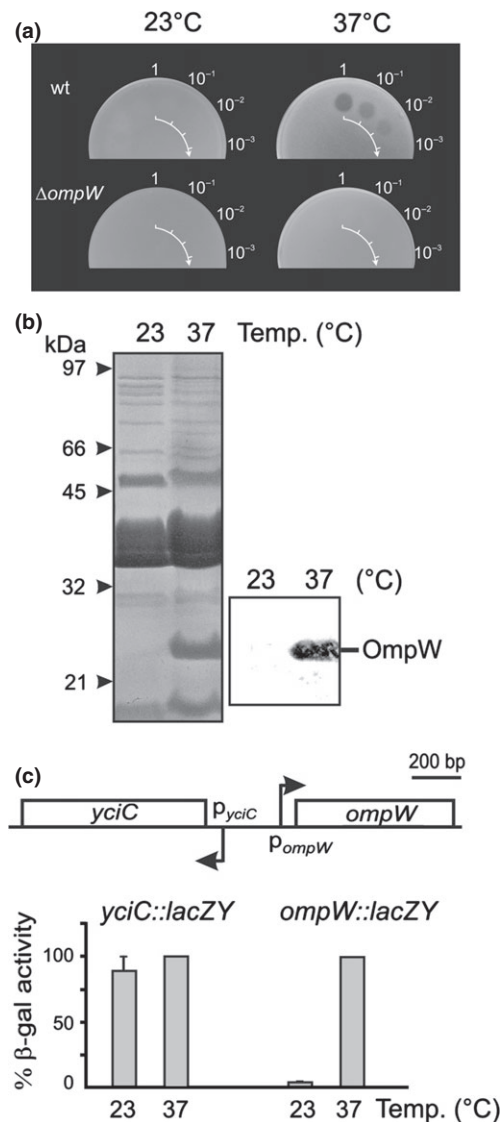 (a)
23°C 37°C
wt 1 10⁻¹ 10⁻² 10⁻³ 1 10⁻¹ 10⁻² 10⁻³
ΔompW 1 10⁻¹ 10⁻² 10⁻³ 1 10⁻¹ 10⁻² 10⁻³
(b)
kDa 23 37 Temp. (°C)
97
66
45
32
21
23 37 (°C)
OmpW
(c)
200 bp
yciC pyciC pompW ompW
yciC::lacZY ompW::lacZY
% β-gal activity
100
50
0
23 37 23 37 Temp. (°C)